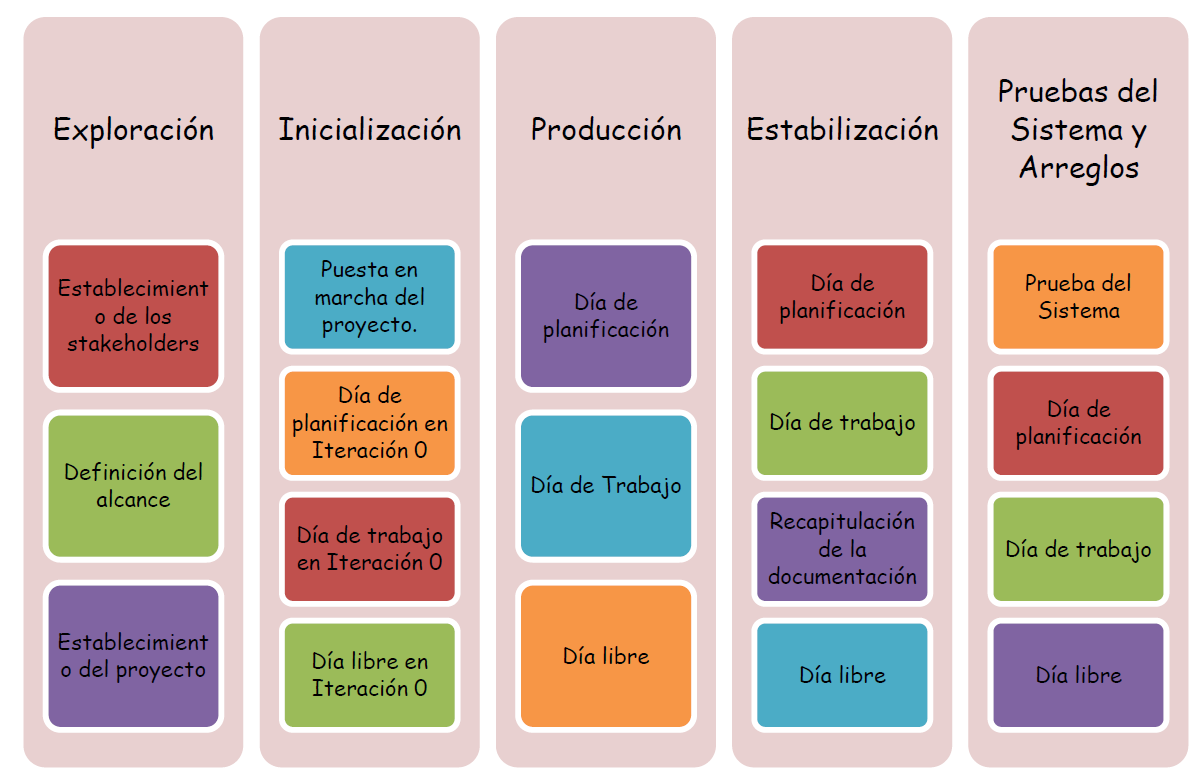 Exploración
Establecimient
o de los
stakeholders
Definición del
alcance
Establecimient
o del proyecto
Inicialización
Puesta en
marcha del
proyecto.
Día de
planificación en
Iteración 0
Día de trabajo
en Iteración 0
Día libre en
Iteración 0
Producción
Día de
planificación
Día de Trabajo
Día libre
Estabilización
Día de
planificación
Día de trabajo
Recapitulación
de la
documentación
Día libre
Pruebas del
Sistema y
Arreglos
Prueba del
Sistema
Día de
planificación
Día de trabajo
Día libre